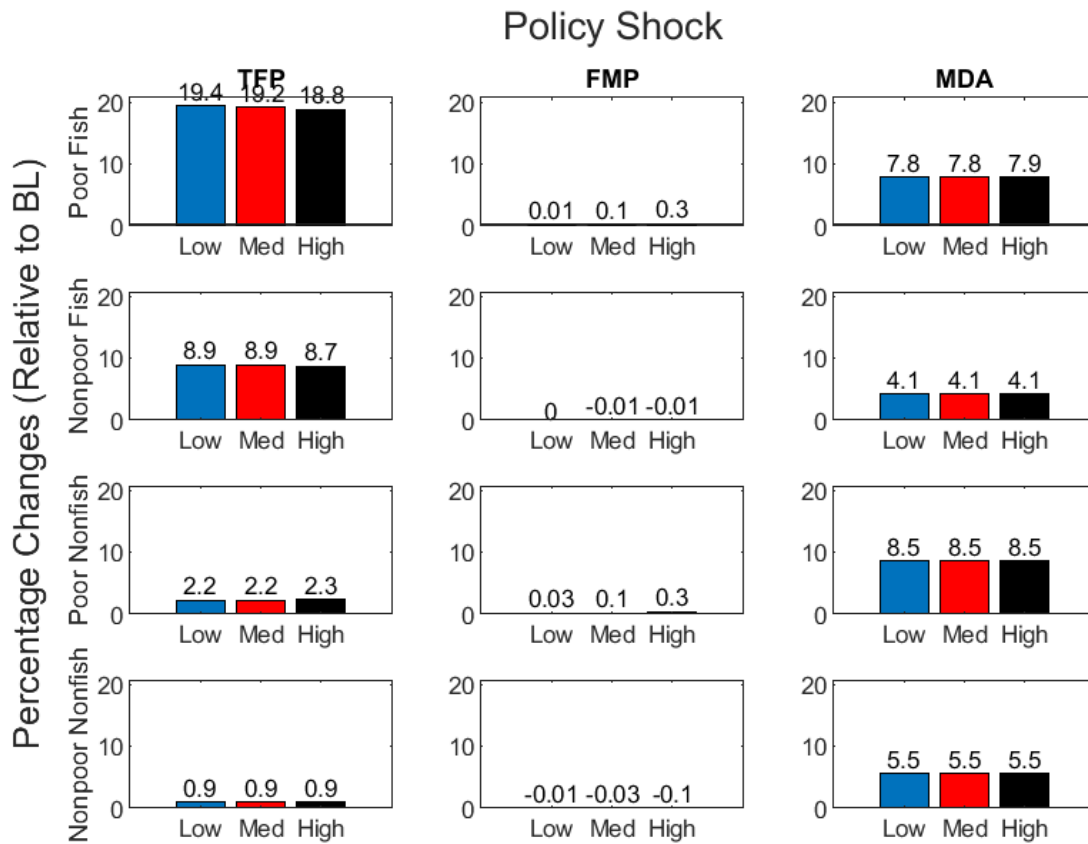 Policy Shock
Percentage Changes (Relative to BL)
TFP
FMP
MDA
Poor Fish
20
10
0
19.4 19.2 18.8
Low Med High
20
10
0
0.01 0.1 0.3
Low Med High
20
10
0
7.8 7.8 7.9
Low Med High
Nonpoor Fish
20
10
0
8.9 8.9 8.7
Low Med High
20
10
0
0 -0.01 -0.01
Low Med High
20
10
0
4.1 4.1 4.1
Low Med High
Poor Nonfish
20
10
0
2.2 2.2 2.3
Low Med High
20
10
0
0.03 0.1 0.3
Low Med High
20
10
0
8.5 8.5 8.5
Low Med High
Nonpoor Nonfish
20
10
0
0.9 0.9 0.9
Low Med High
20
10
0
-0.01 -0.03 -0.1
Low Med High
20
10
0
5.5 5.5 5.5
Low Med High